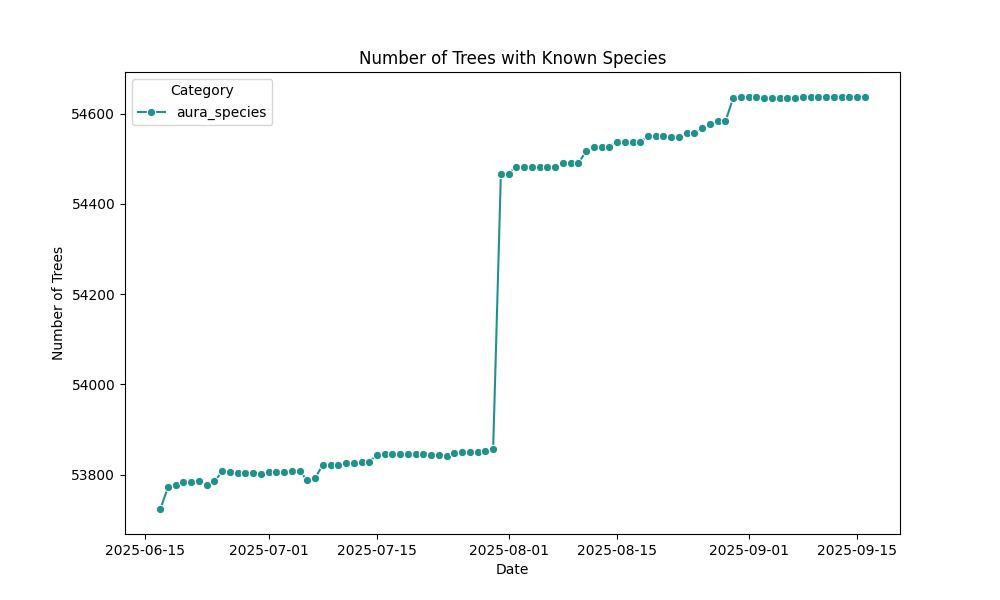 Number of Trees with Known Species
Category
aura_species
Number of Trees
54600
54400
54200
54000
53800
2025-06-15 2025-07-01 2025-07-15 2025-08-01 2025-08-15 2025-09-01 2025-09-15
Date